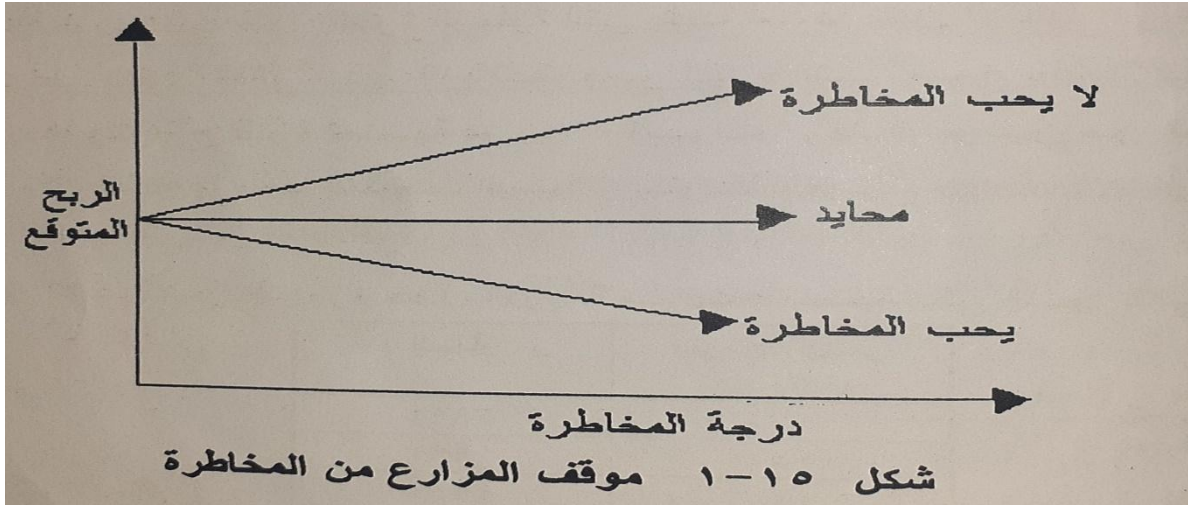 لا يحب المخاطرة
الربح
المتوقع
محايد
يحب المخاطرة
درجة المخاطرة
شكل ١٥-١ موقف المزارع من المخاطرة